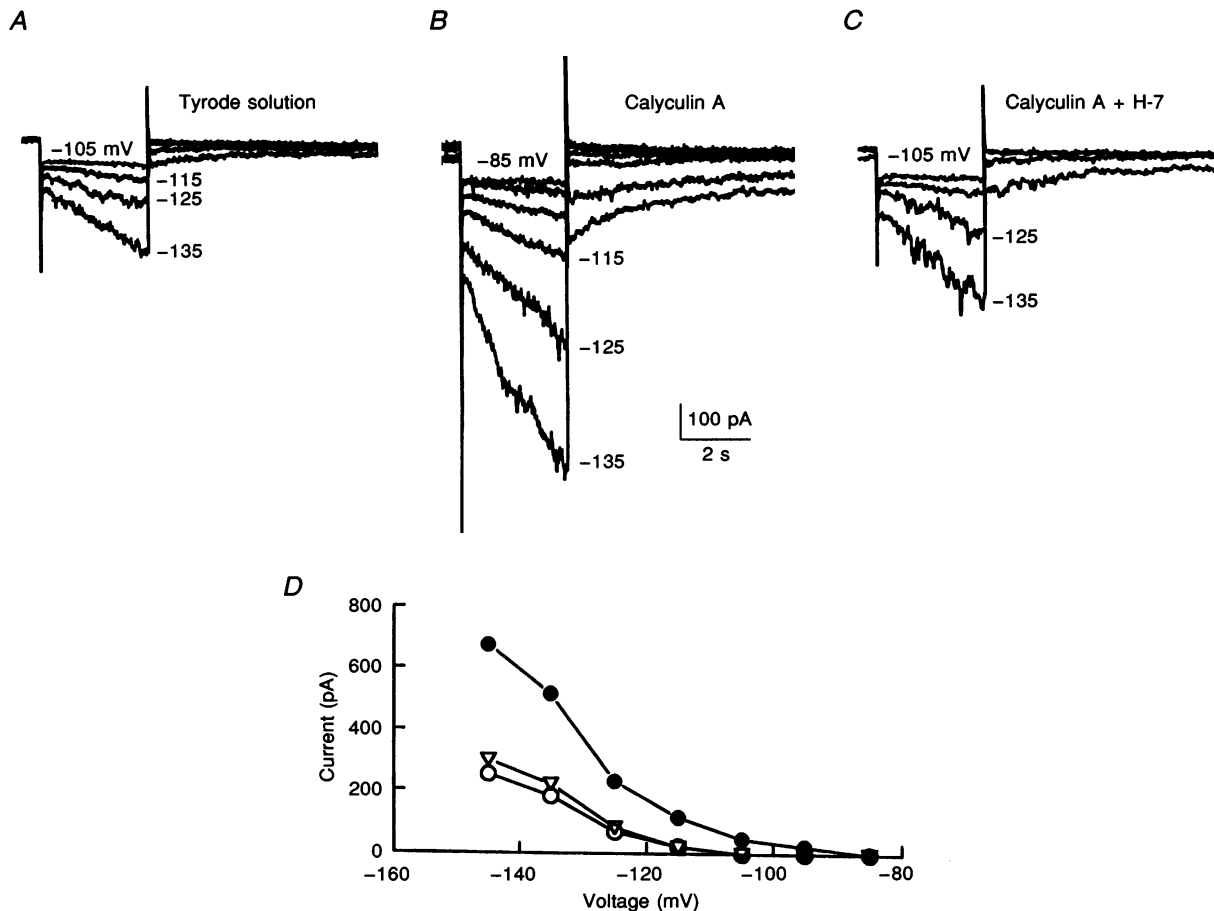 A
Tyrode solution
−105 mV
−115
−125
−135
B
Calyculin A
−85 mV
−115
−125
−135
100 pA
2 s
C
Calyculin A + H-7
−105 mV
−125
−135
D
800
600
400
200
0
Current (pA)
−160
−140
−120
−100
−80
Voltage (mV)